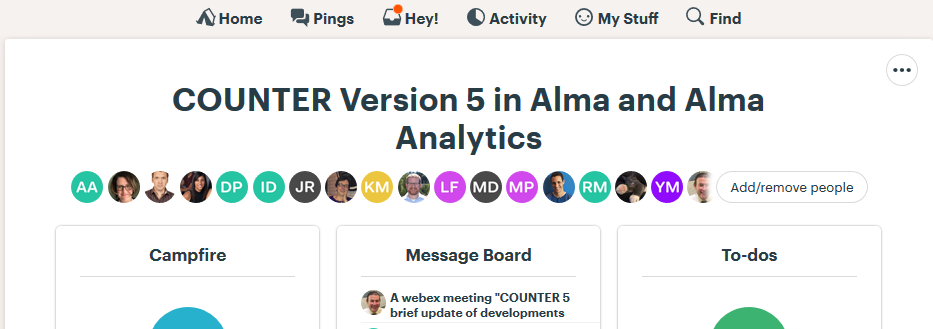 Home Pings Hey! Activity My Stuff Find
COUNTER Version 5 in Alma and Alma
Analytics
AA DP ID JR KM LF MD MP RM YM Add/remove people
Campfire Message Board To-dos
A webex meeting "COUNTER 5
brief update of developments